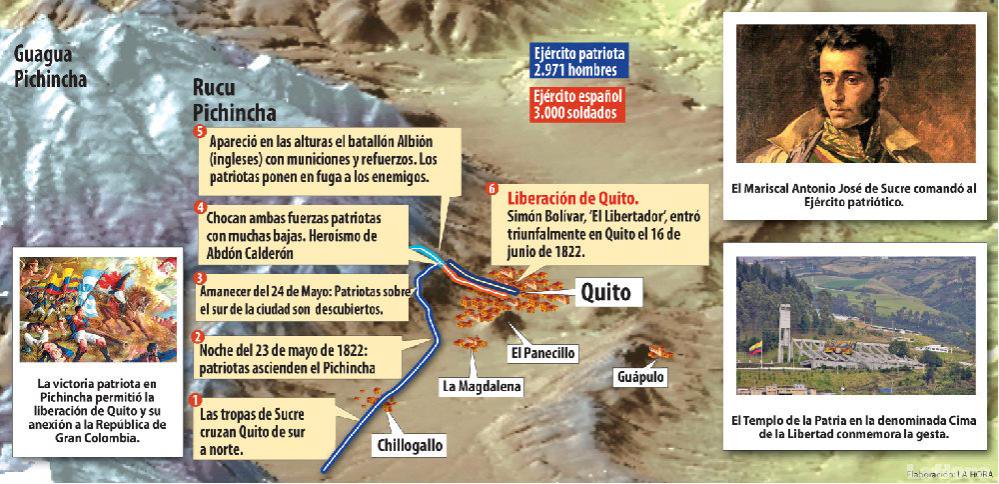 Guagua
Pichincha
Rucu
Pichincha
Ejército patriota
2.971 hombres
Ejército español
3.000 soldados
5
Apareció en las alturas el batallón Albión
(ingleses) con municiones y refuerzos. Los
patriotas ponen en fuga a los enemigos.
4
Chocan ambas fuerzas patriotas
con muchas bajas. Heroísmo de
Abdón Calderón
3
Amanecer del 24 de Mayo: Patriotas sobre
el sur de la ciudad son descubiertos.
2
Noche del 23 de mayo de 1822:
patriotas ascienden el Pichincha
1
Las tropas de Sucre
cruzan Quito de sur
a norte.
6
Liberación de Quito.
Simón Bolívar, ‘El Libertador’, entró
triunfalmente en Quito el 16 de
junio de 1822.
Quito
El Panecillo
La Magdalena
Guápulo
Chillogallo
La victoria patriota en
Pichincha permitió la
liberación de Quito y su
anexión a la República de
Gran Colombia.
El Mariscal Antonio José de Sucre comandó al
Ejército patriótico.
El Templo de la Patria en la denominada Cima
de la Libertad conmemora la gesta.
La Hora
Elaboración: LA HORA